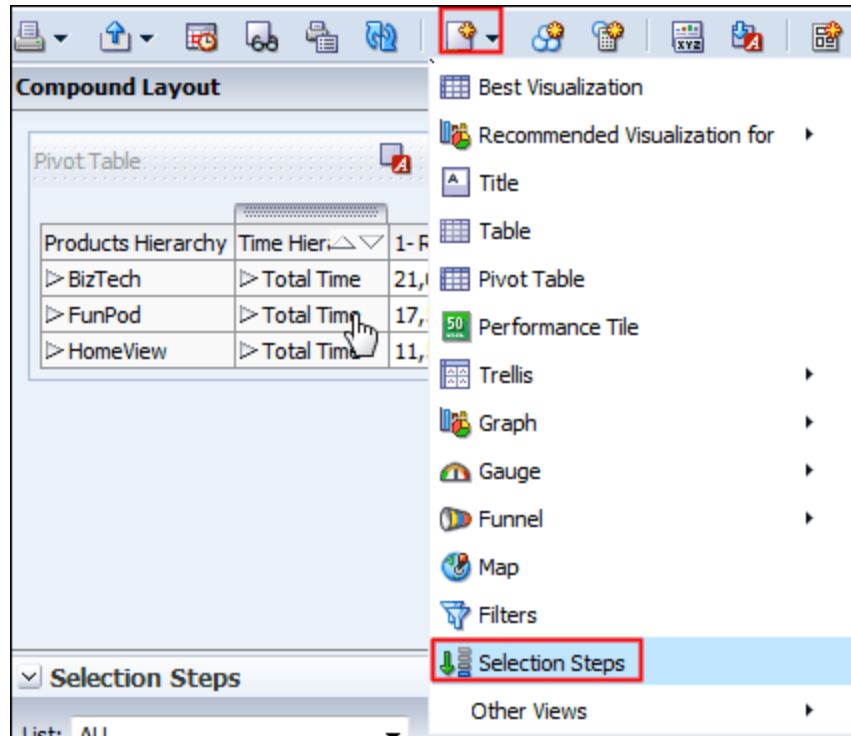 XYZ
A
Compound Layout
Pivot Table
A
Products Hierarchy Time Hier 1- R
BizTech Total Time 21,
FunPod Total Time 17,
HomeView Total Time 11,
Best Visualization
Recommended Visualization for
A Title
Table
Pivot Table
50 Performance Tile
Trellis
Graph
Gauge
Funnel
Map
Filters
Selection Steps
Other Views
Selection Steps
List: ALL